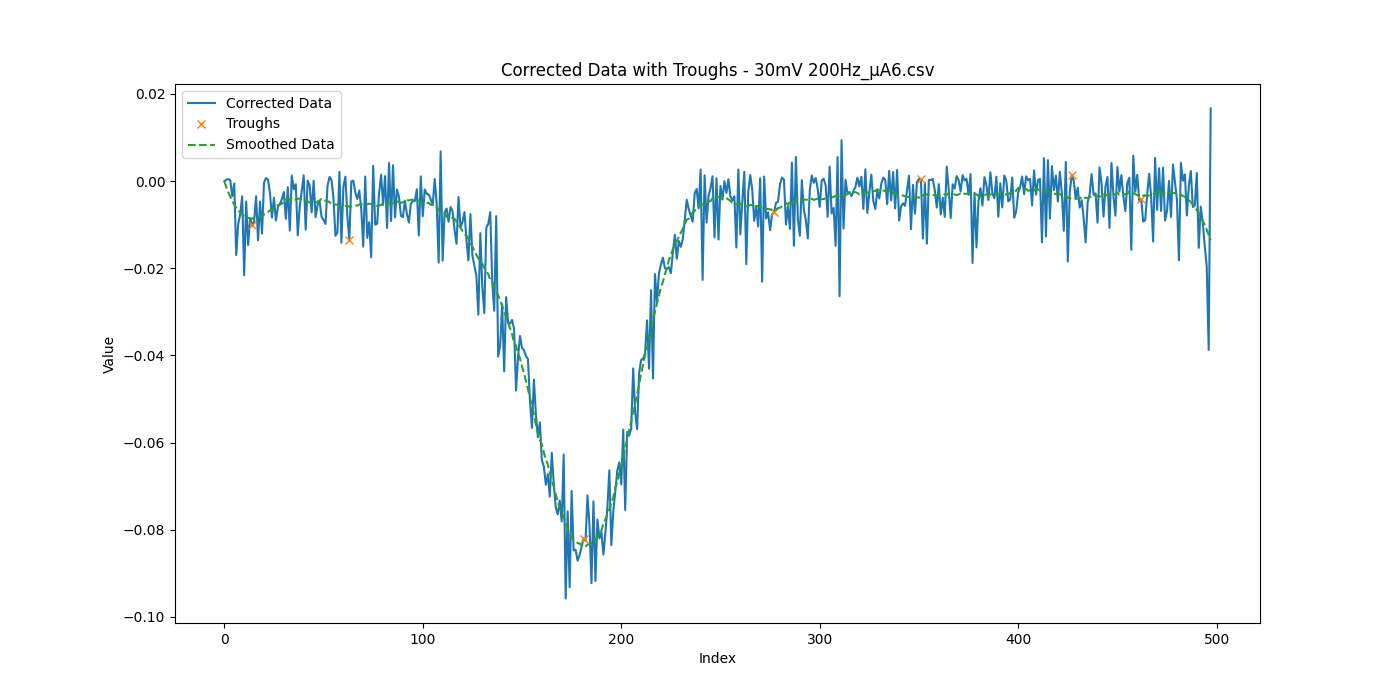 Corrected Data with Troughs - 30mV 200Hz_μA6.csv
Corrected Data
Troughs
Smoothed Data
0.02
0.00
−0.02
−0.04
−0.06
−0.08
−0.10
Value
0
100
200
300
400
500
Index